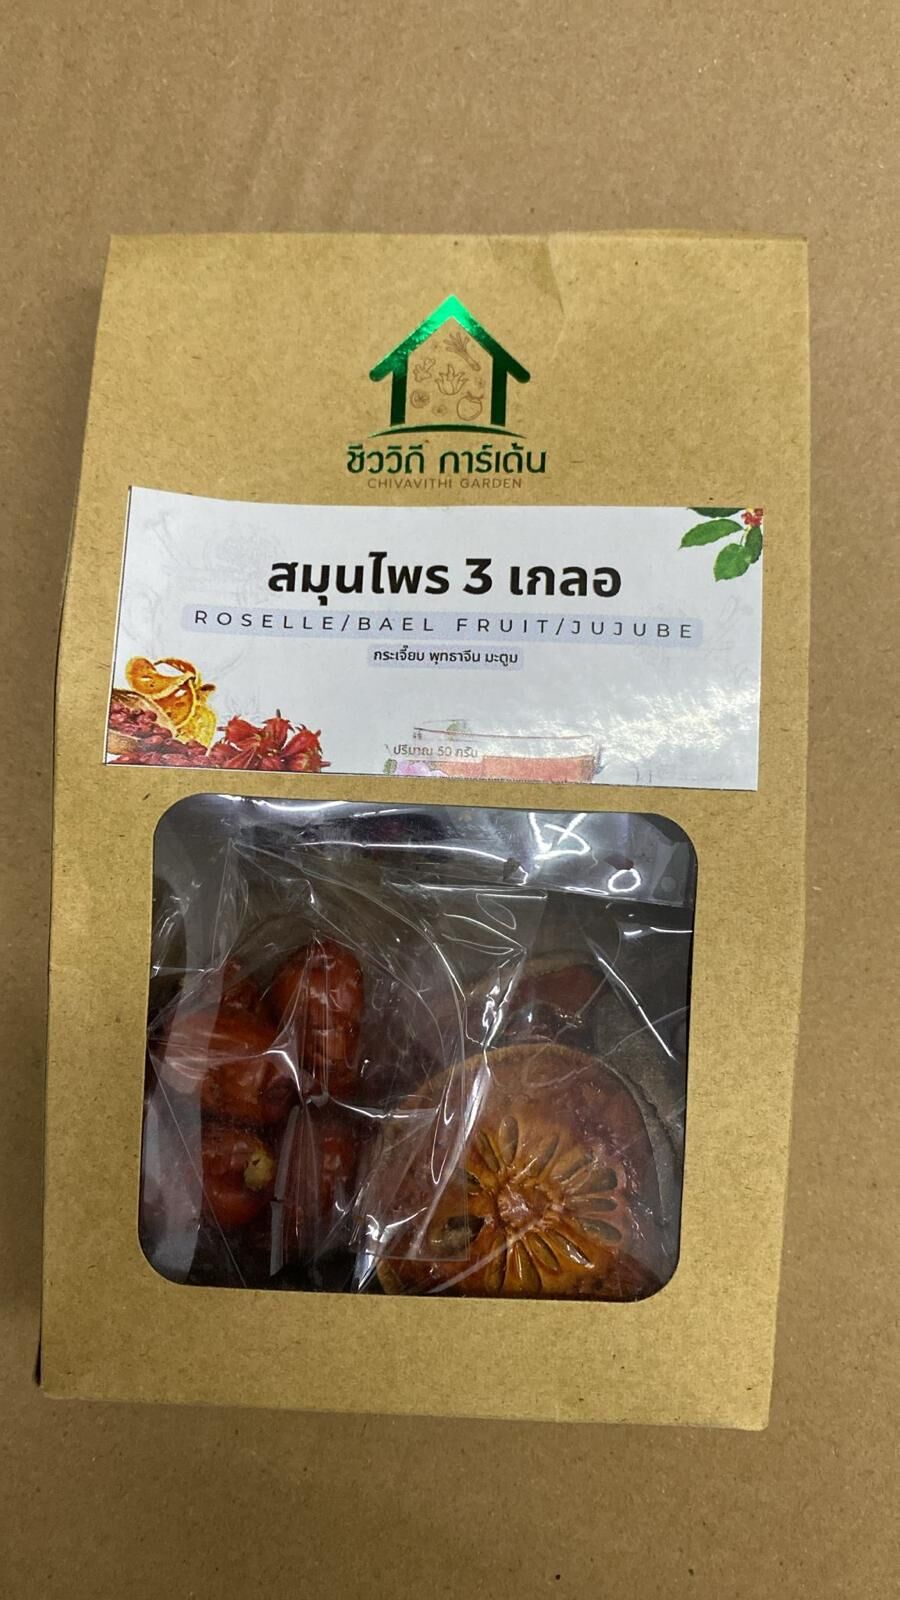 ชีววิถี การ์เด้น
CHIVAVITHI GARDEN
สมุนไพร 3 เกลอ
ROSELLE/BAEL FRUIT/JUJUBE
กระเจี๊ยบ พุทธาจีน มะตูม
ปริมาณ 50 กรัม